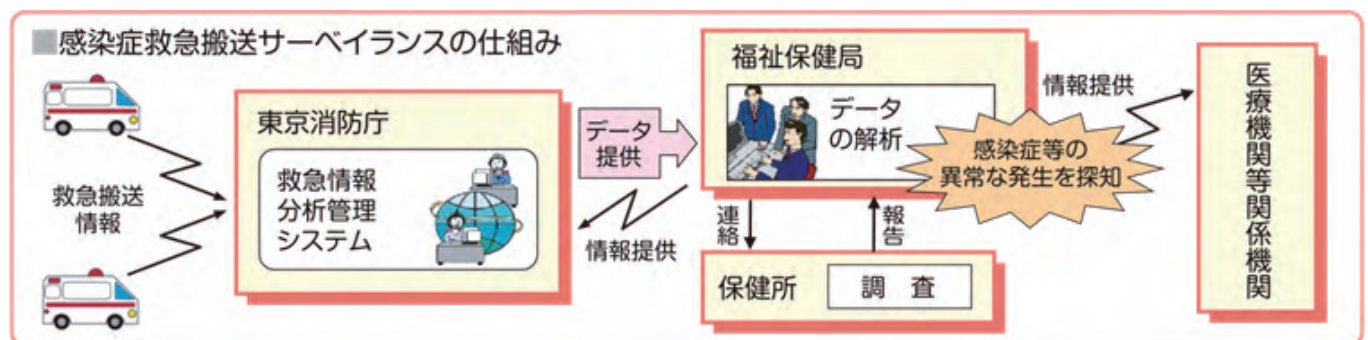 ■感染症救急搬送サーベイランスの仕組み
救急搬送
情報
東京消防庁
救急情報
分析管理
システム
データ
提供
情報提供
福祉保健局
データ
の解析
感染症等の
異常な発生を探知
連絡
報告
保健所
調 査
情報提供
医療機関等関係機関